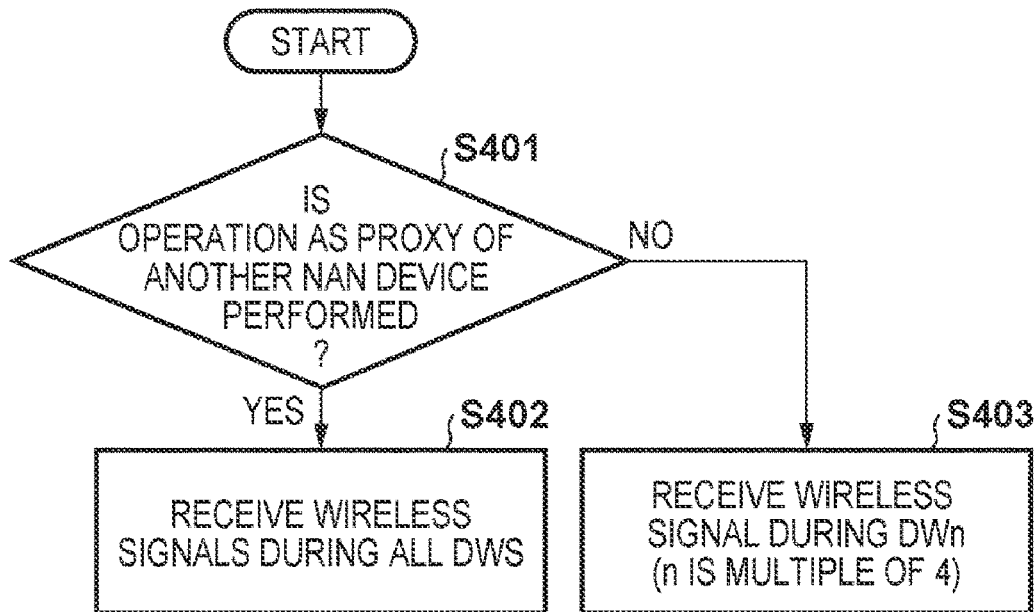 START
S401
IS
OPERATION AS PROXY OF
ANOTHER NAN DEVICE
PERFORMED
?
NO
YES
S402
RECEIVE WIRELESS
SIGNALS DURING ALL DWS
S403
RECEIVE WIRELESS
SIGNAL DURING DWn
(n IS MULTIPLE OF 4)